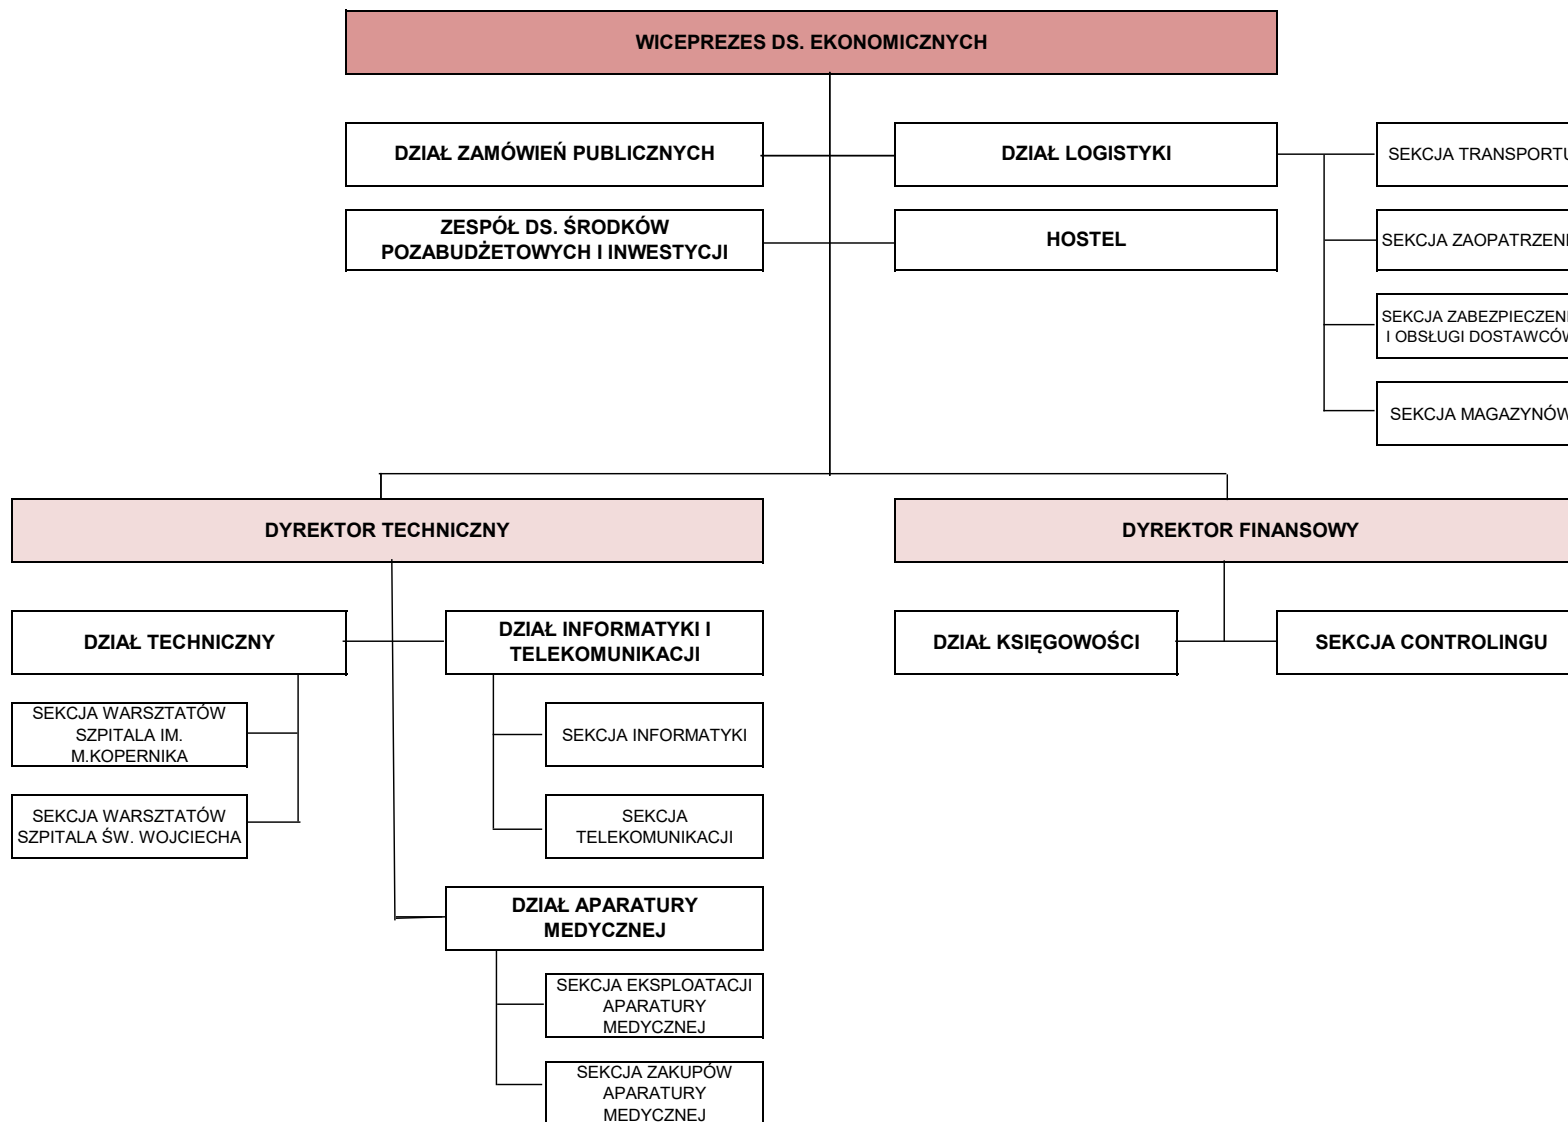 WICEPREZES DS. EKONOMICZNYCH
DZIAŁ ZAMÓWIEŃ PUBLICZNYCH
DZIAŁ LOGISTYKI
SEKCJA TRANSPORTU
ZESPÓŁ DS. ŚRODKÓW
POZABUDŻETOWYCH I INWESTYCJI
HOSTEL
SEKCJA ZAOPATRZENI
SEKCJA ZABEZPIECZENI
I OBSŁUGI DOSTAWCÓW
SEKCJA MAGAZYNÓW
DYREKTOR TECHNICZNY
DYREKTOR FINANSOWY
DZIAŁ TECHNICZNY
DZIAŁ INFORMATYKI I
TELEKOMUNIKACJI
DZIAŁ KSIĘGOWOŚCI
SEKCJA CONTROLINGU
SEKCJA WARSZTATÓW
SZPITALA IM.
M.KOPERNIKA
SEKCJA INFORMATYKI
SEKCJA WARSZTATÓW
SZPITALA ŚW. WOJCIECHA
SEKCJA
TELEKOMUNIKACJI
DZIAŁ APARATURY
MEDYCZNEJ
SEKCJA EKSPLOATACJI
APARATURY
MEDYCZNEJ
SEKCJA ZAKUPÓW
APARATURY
MEDYCZNEJ